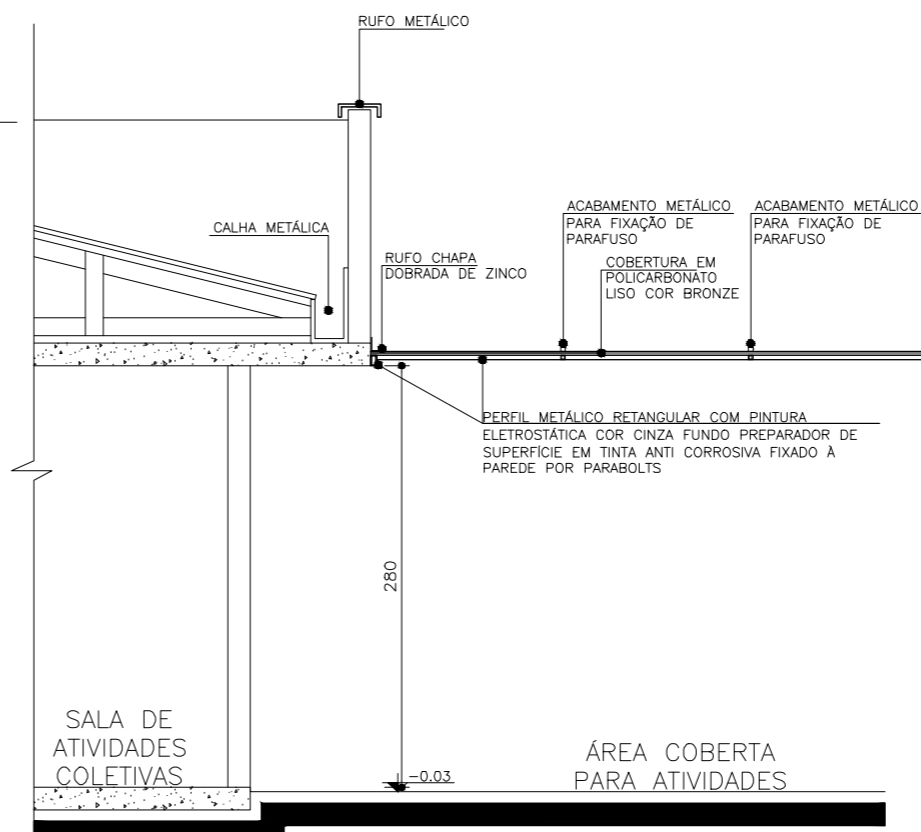 RUFO METÁLICO
ACABAMENTO METÁLICO
PARA FIXAÇÃO DE
PARAFUSO
ACABAMENTO METÁLICO
PARA FIXAÇÃO DE
PARAFUSO
CALHA METÁLICA
RUFO CHAPA
DOBRADA DE ZINCO
COBERTURA EM
POLICARBONATO
LISO COR BRONZE
PERFIL METÁLICO RETANGULAR COM PINTURA
ELETROSTÁTICA COR CINZA FUNDO PREPARADOR DE
SUPERFÍCIE EM TINTA ANTI CORROSIVA FIXADO À
PAREDE POR PARABOLTS
280
SALA DE
ATIVIDADES
COLETIVAS
-0.03
ÁREA COBERTA
PARA ATIVIDADES